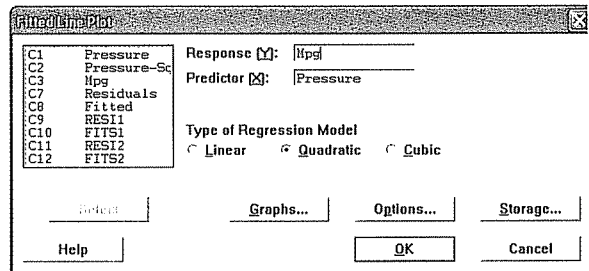 Fitted Line Plot
C1 Pressure
C2 Pressure-Sq
C3 Mpg
C7 Residuals
C8 Fitted
C9 RESI1
C10 FITS1
C11 RESI2
C12 FITS2
Response (Y): Mpg
Predictor (X): Pressure
Type of Regression Model
Linear Quadratic Cubic
Select Graphs... Options... Storage...
Help OK Cancel